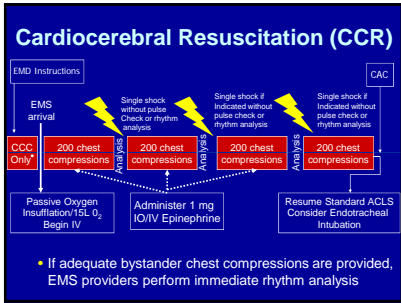 Cardiocerebral Resuscitation (CCR)
EMD Instructions
CAC
EMS
arrival
Single shock
without pulse
Check or rhythm
analysis
Single shock if
Indicated without
pulse check or
rhythm analysis
Single shock if
Indicated without
pulse check or
rhythm analysis
CCC
Only*
200 chest
compressions
Analysis
200 chest
compressions
Analysis
200 chest
compressions
Analysis
200 chest
compressions
Passive Oxygen
Insufflation/15L 02
Begin IV
Administer 1 mg
IO/IV Epinephrine
Resume Standard ACLS
Consider Endotracheal
Intubation
• If adequate bystander chest compressions are provided,
EMS providers perform immediate rhythm analysis